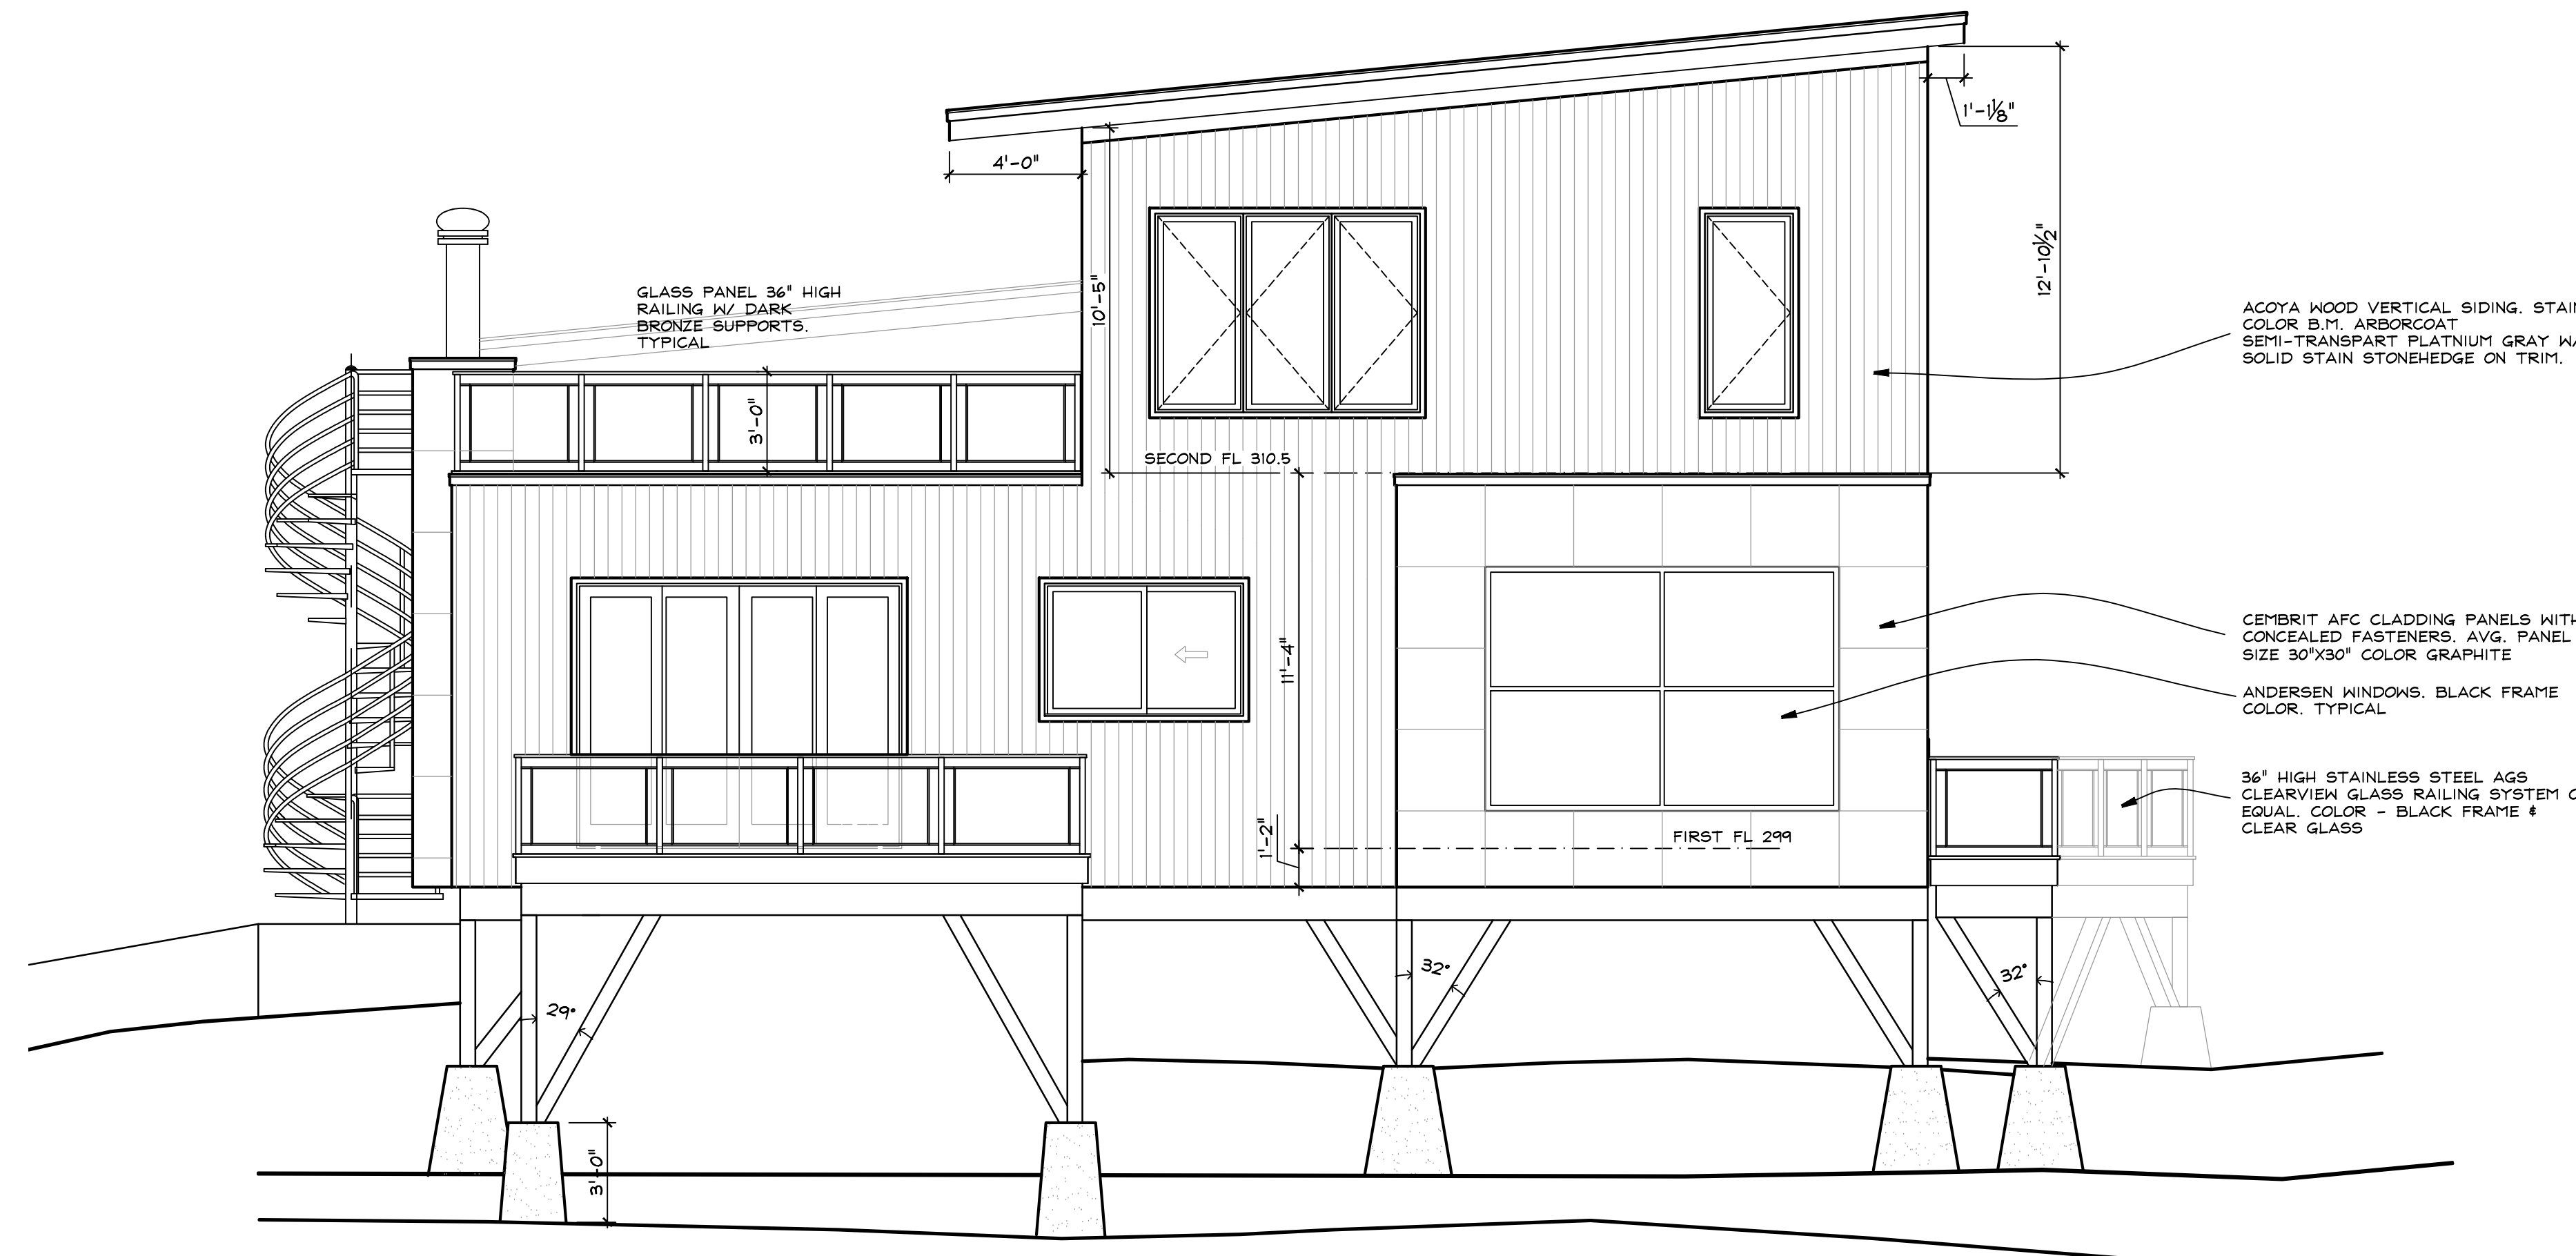 1'-1 1/8"
4'-0"
12'-10 1/2"
10'-5"
GLASS PANEL 36" HIGH
RAILING W/ DARK
BRONZE SUPPORTS.
TYPICAL
ACOYA WOOD VERTICAL SIDING.
COLOR B.M. ARBORCOAT
SEMI-TRANSPART PLATNIUM GRAY
SOLID STAIN STONEHEDGE ON TRIM.
3'-0"
SECOND FL 310.5
CEMBRIT AFC CLADDING PANELS
CONCEALED FASTENERS. AVG. PANEL
SIZE 30"X30" COLOR GRAPHITE
11'-4"
ANDERSEN WINDOWS. BLACK FRAME
COLOR. TYPICAL
36" HIGH STAINLESS STEEL AGS
CLEARVIEW GLASS RAILING SYSTEM
EQUAL. COLOR - BLACK FRAME &
CLEAR GLASS
1'-2"
FIRST FL 299
29°
32°
32°
3'-0"